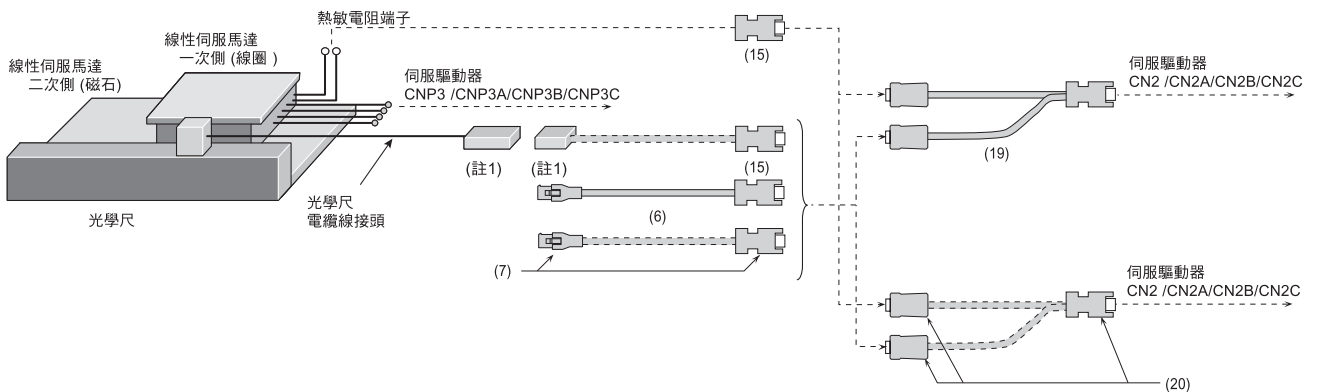 熱敏電阻端子
線性伺服馬達
一次側 (線圈 )
線性伺服馬達
二次側 (磁石)
伺服驅動器
CNP3 /CNP3A/CNP3B/CNP3C
(15)
伺服驅動器
CN2 /CN2A/CN2B/CN2C
(19)
(註1)
(註1)
(15)
光學尺
電纜線接頭
光學尺
(6)
(7)
伺服驅動器
CN2 /CN2A/CN2B/CN2C
(20)